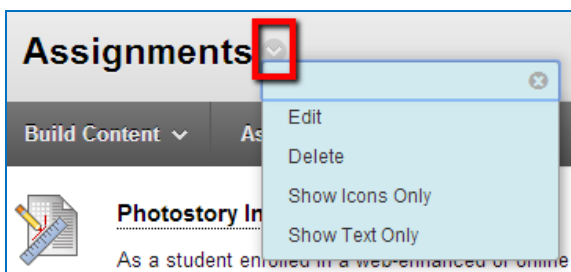 Assignments
Build Content
As
Edit
Delete
Show Icons Only
Show Text Only
Photostory In
As a student enrolled in a web-enhanced or online